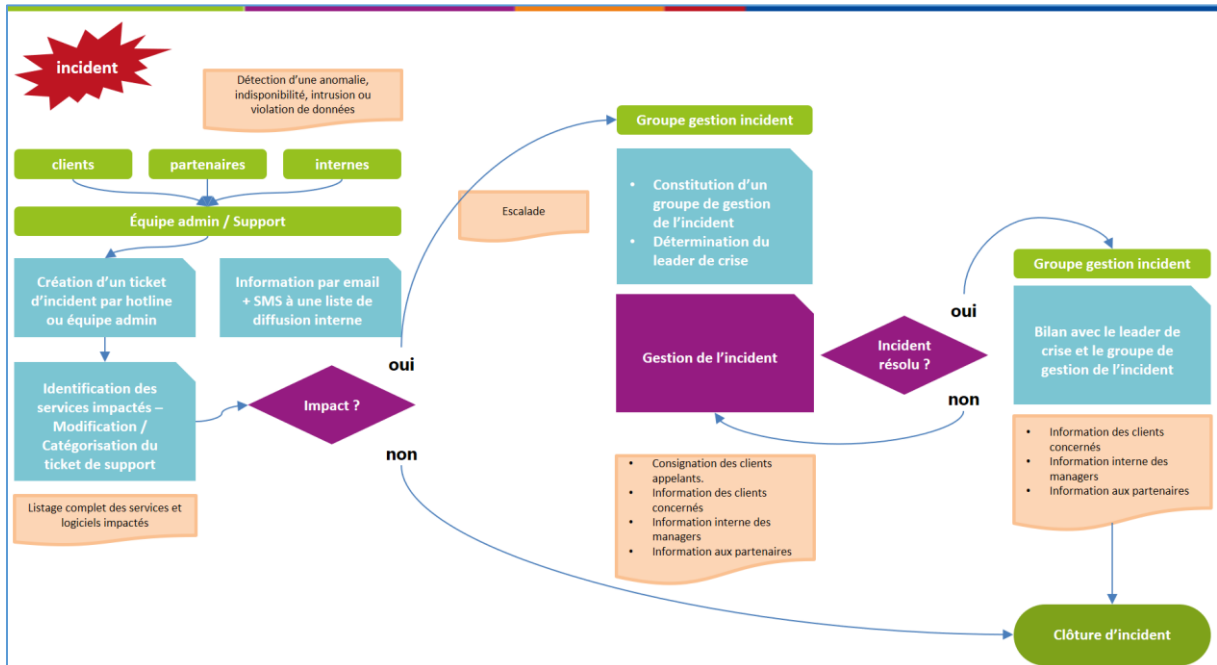 incident
Détection d’une anomalie,
indisponibilité, intrusion ou
violation de données
clients
partenaires
internes
Équipe admin / Support
Création d’un ticket
d’incident par hotline
ou équipe admin
Information par email
+ SMS à une liste de
diffusion interne
Identification des
services impactés –
Modification /
Catégorisation du
ticket de support
Listage complet des services et
logiciels impactés
Impact ?
oui
non
Escalade
Groupe gestion incident
• Constitution d’un
groupe de gestion
de l’incident
• Détermination du
leader de crise
Gestion de l’incident
• Consignation des clients
appelants.
• Information des clients
concernés
• Information interne des
managers
• Information aux partenaires
Incident
résolu ?
oui
non
Groupe gestion incident
Bilan avec le leader de
crise et le groupe de
gestion de l’incident
• Information des clients
concernés
• Information interne des
managers
• Information aux partenaires
Clôture d’incident